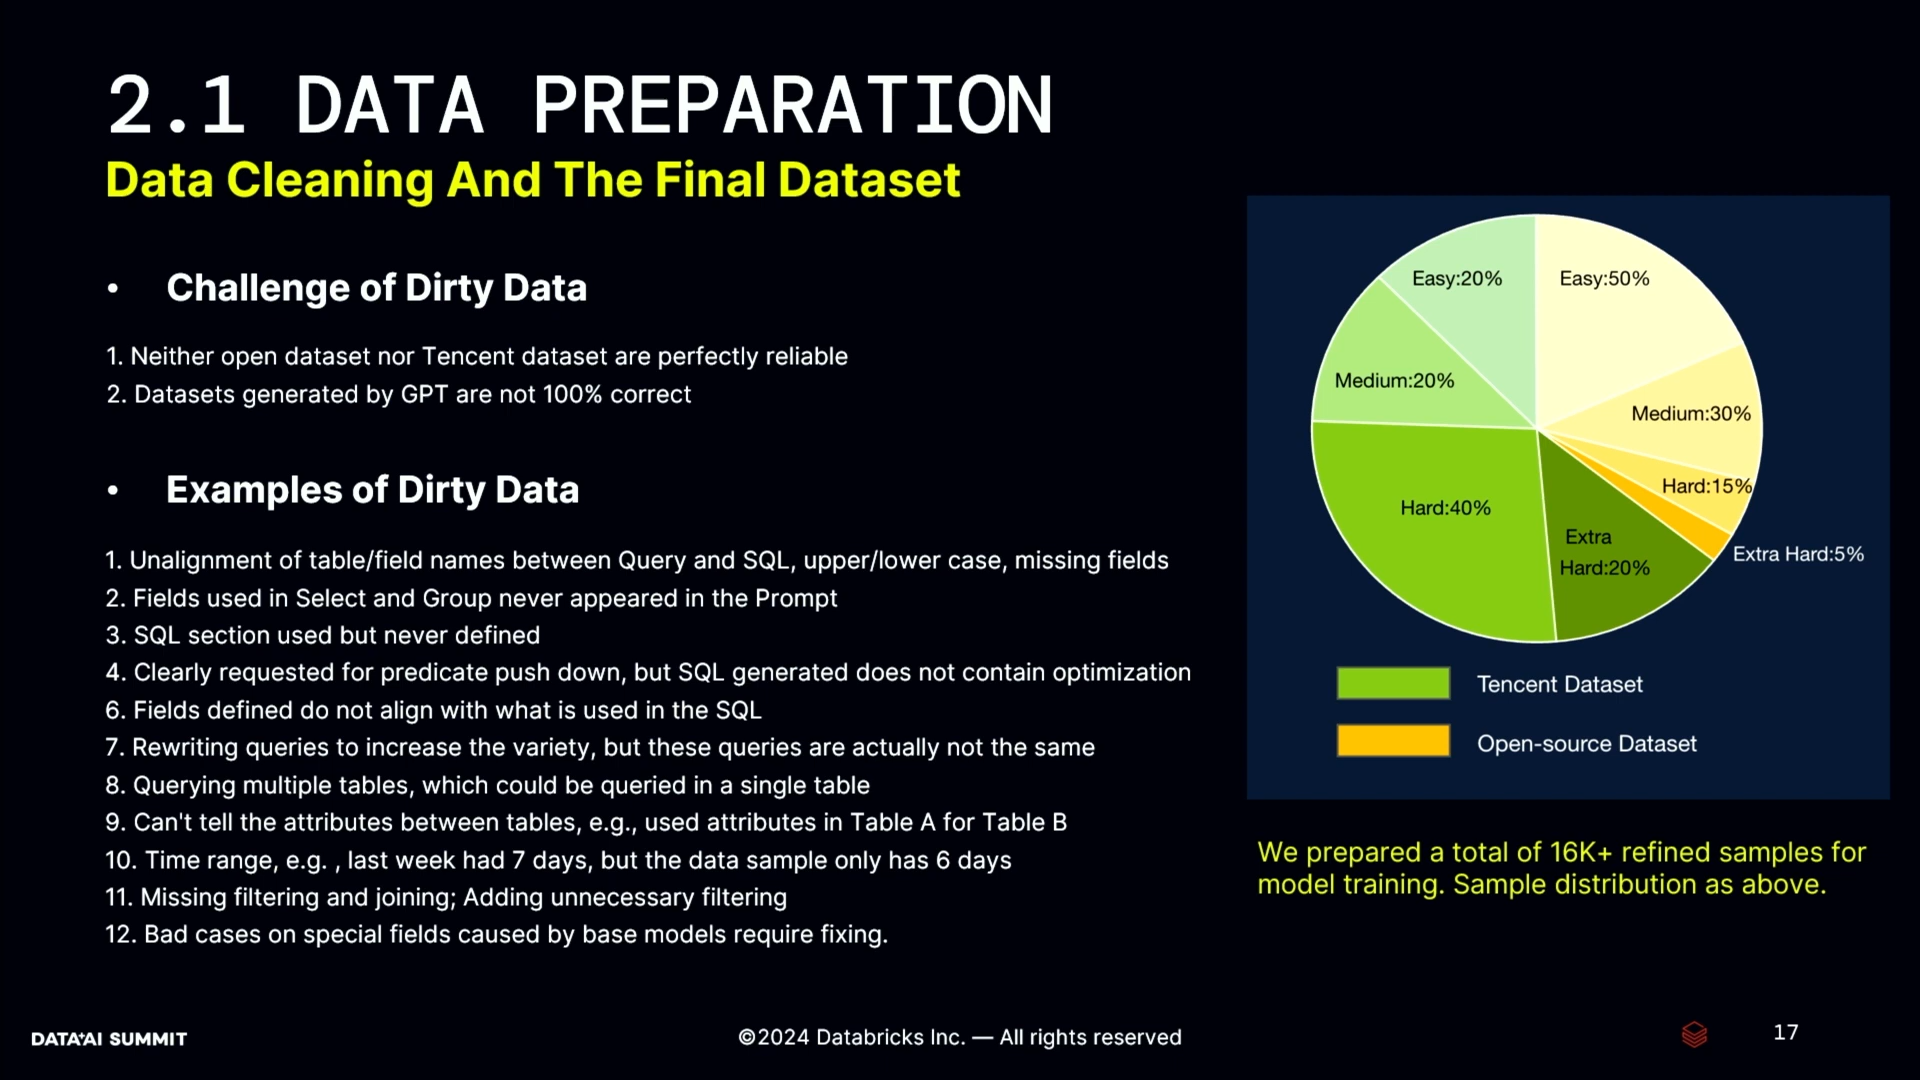 2.1 DATA PREPARATION
Data Cleaning And The Final Dataset
• Challenge of Dirty Data
1. Neither open dataset nor Tencent dataset are perfectly reliable
2. Datasets generated by GPT are not 100% correct
• Examples of Dirty Data
1. Unalignment of table/field names between Query and SQL, upper/lower case, missing fields
2. Fields used in Select and Group never appeared in the Prompt
3. SQL section used but never defined
4. Clearly requested for predicate push down, but SQL generated does not contain optimization
6. Fields defined do not align with what is used in the SQL
7. Rewriting queries to increase the variety, but these queries are actually not the same
8. Querying multiple tables, which could be queried in a single table
9. Can't tell the attributes between tables, e.g., used attributes in Table A for Table B
10. Time range, e.g. , last week had 7 days, but the data sample only has 6 days
11. Missing filtering and joining; Adding unnecessary filtering
12. Bad cases on special fields caused by base models require fixing.
Easy:20%
Easy:50%
Medium:20%
Medium:30%
Hard:15%
Hard:40%
Extra
Hard:20%
Extra Hard:5%
Tencent Dataset
Open-source Dataset
We prepared a total of 16K+ refined samples for
model training. Sample distribution as above.
DATA+AI SUMMIT
©2024 Databricks Inc. — All rights reserved
17